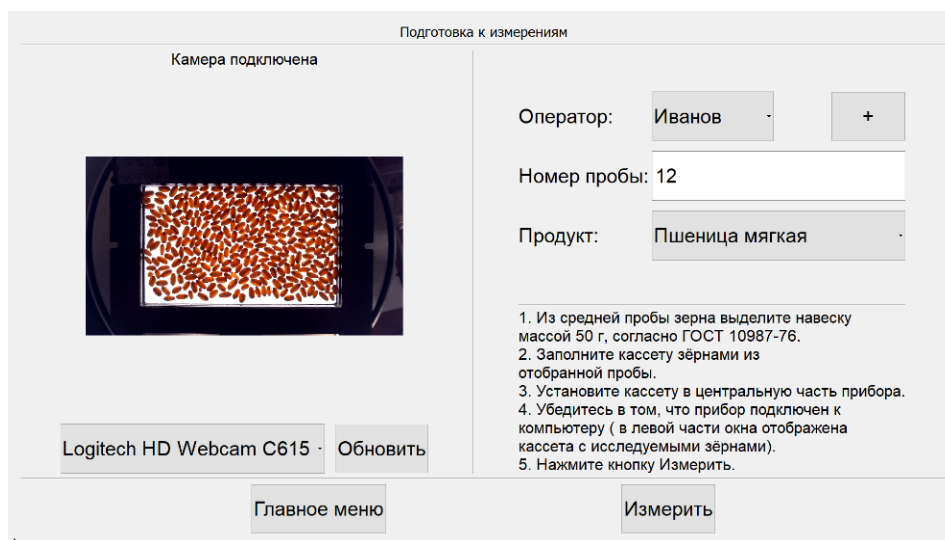 Подготовка к измерениям
Камера подключена
Оператор:
Иванов
+
Номер пробы:
12
Продукт:
Пшеница мягкая
1. Из средней пробы зерна выделите навеску
массой 50 г, согласно ГОСТ 10987-76.
2. Заполните кассету зёрнами из
отобранной пробы.
3. Установите кассету в центральную часть прибора.
4. Убедитесь в том, что прибор подключен к
компьютеру ( в левой части окна отображена
кассета с исследуемыми зёрнами).
5. Нажмите кнопку Измерить.
Logitech HD Webcam C615
Обновить
Главное меню
Измерить